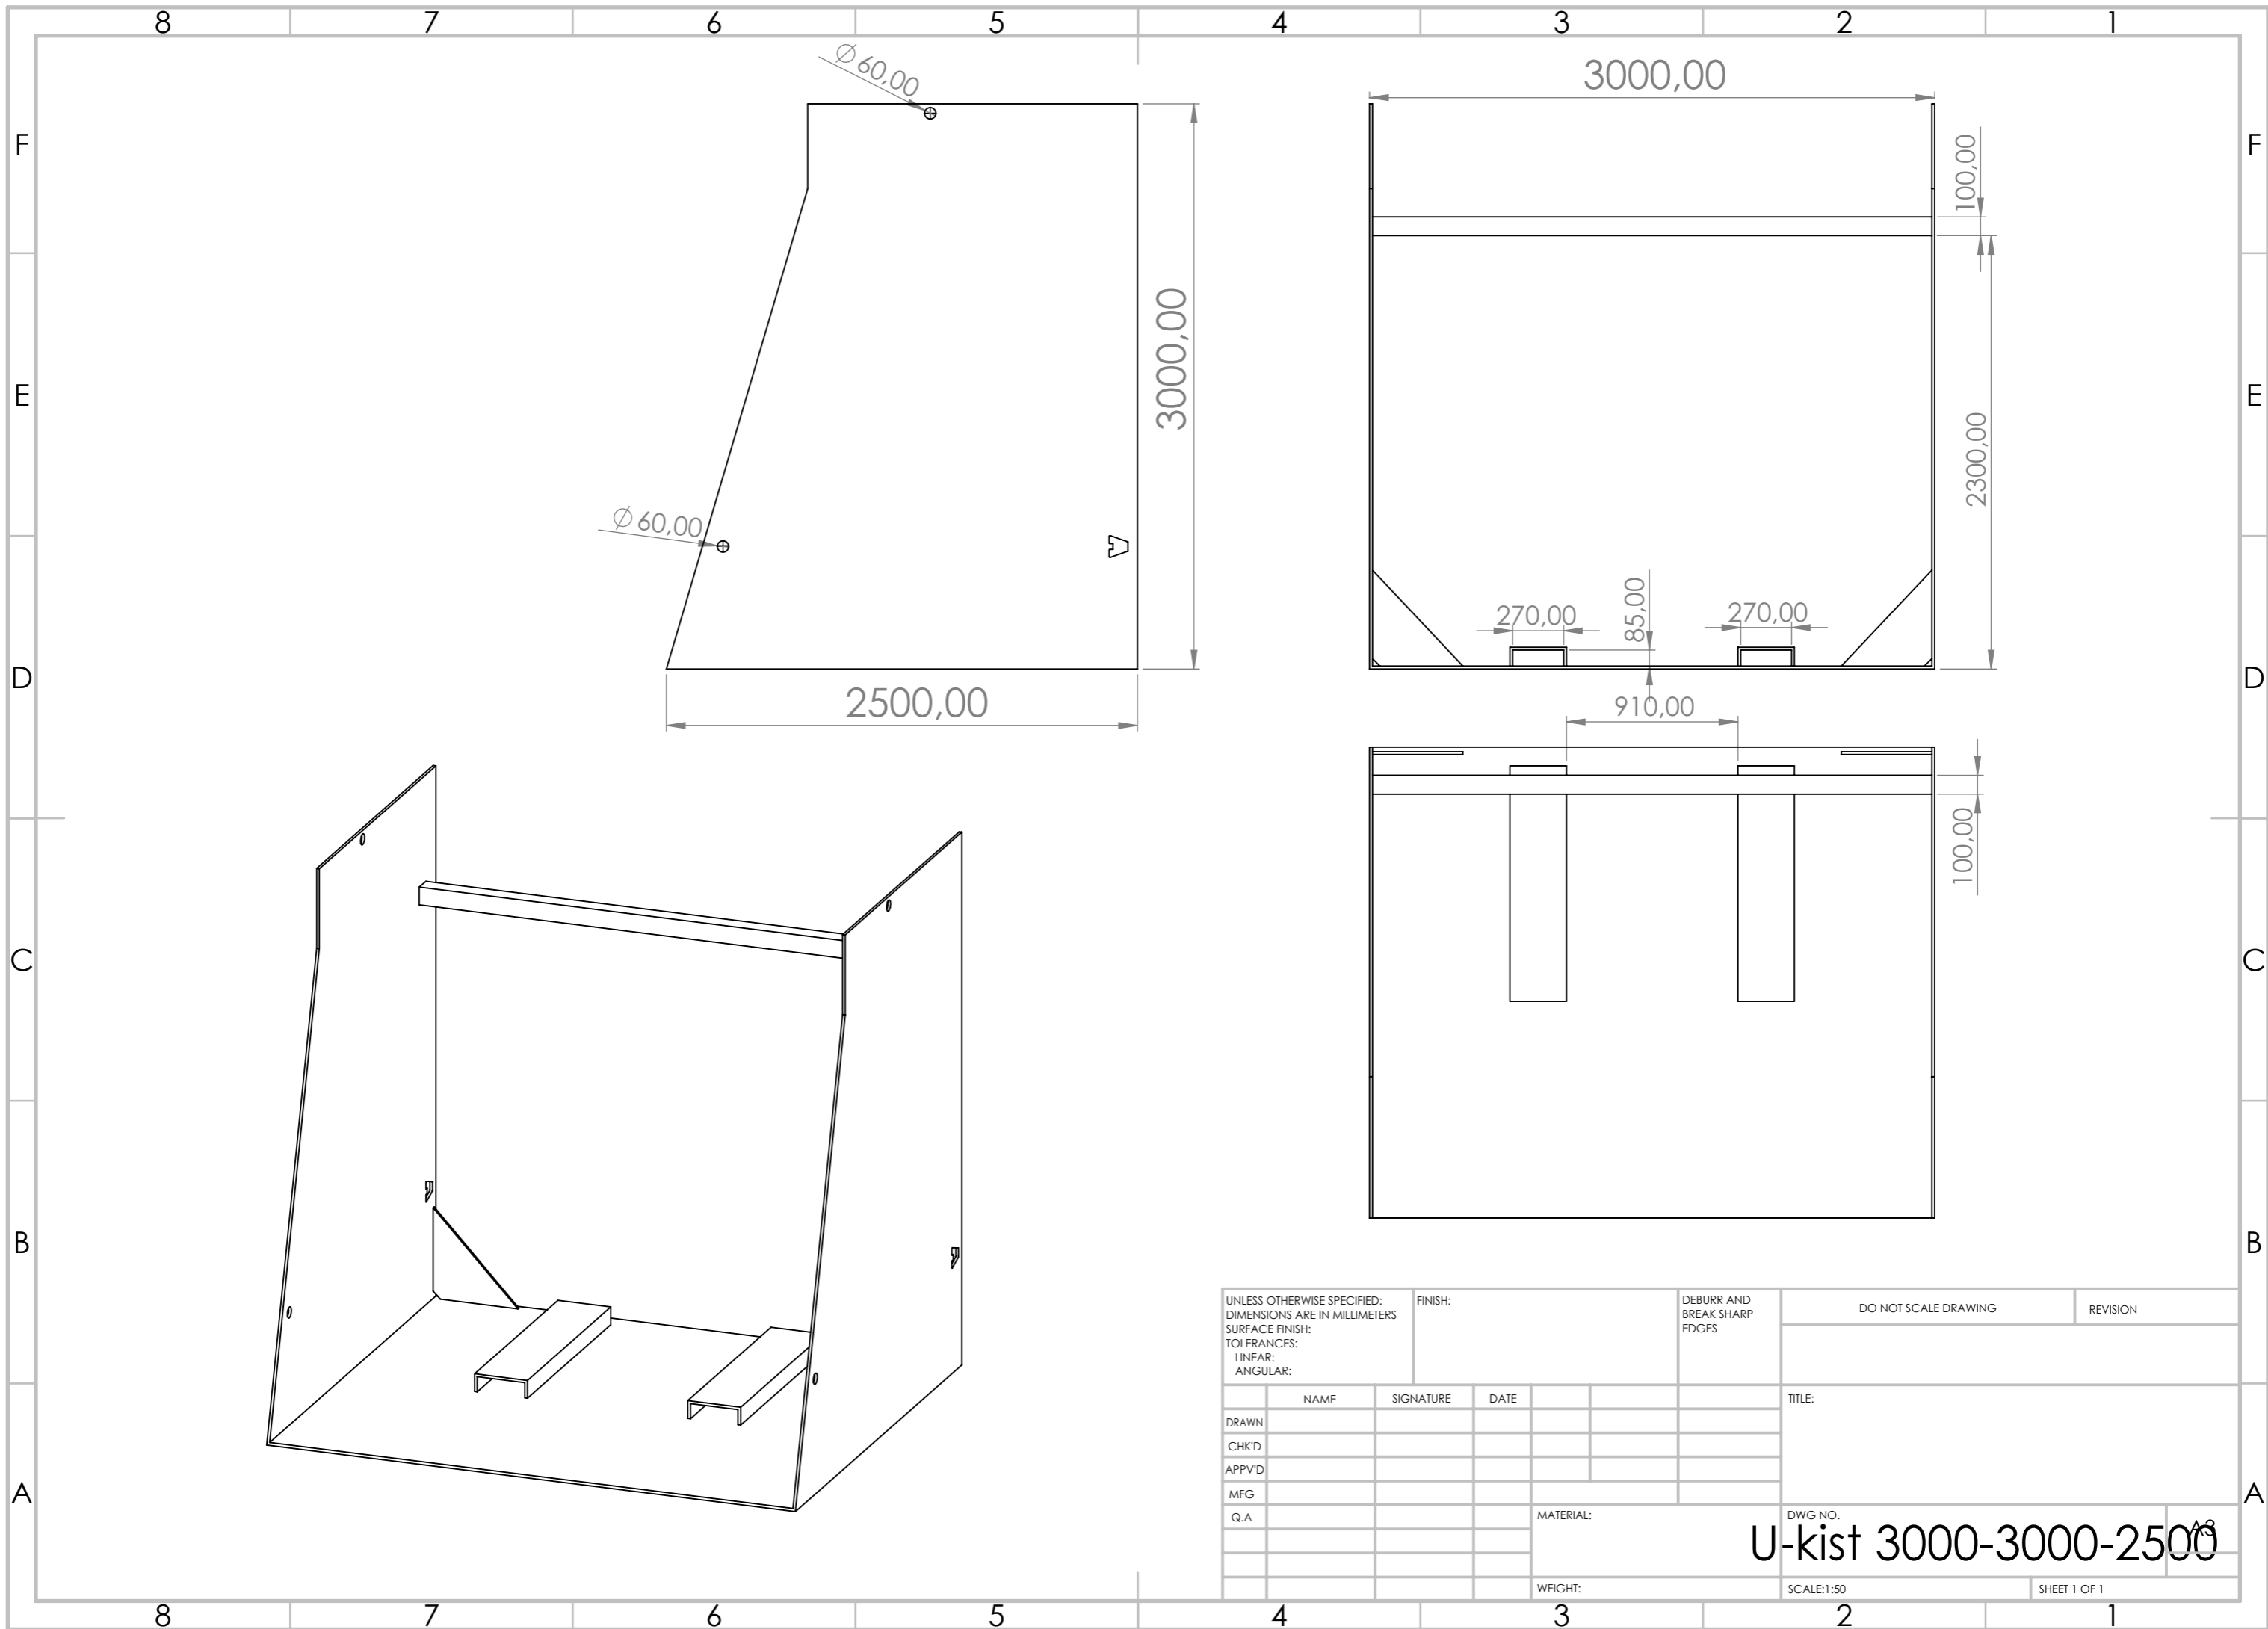 8 7 6 5 4 3 2 1
F F
E E
D D
C C
B B
A A
∅60,00
3000,00
∅60,00
A
2500,00
3000,00
100,00
2300,00
270,00
85,00
270,00
910,00
100,00
UNLESS OTHERWISE SPECIFIED:
DIMENSIONS ARE IN MILLIMETERS
SURFACE FINISH:
TOLERANCES:
LINEAR:
ANGULAR:
FINISH:
DEBURR AND
BREAK SHARP
EDGES
DO NOT SCALE DRAWING
REVISION
NAME SIGNATURE DATE
TITLE:
DRAWN
CHK'D
APPV'D
MFG
Q.A
MATERIAL:
DWG NO.
U-kist 3000-3000-2500
A3
WEIGHT:
SCALE:1:50
SHEET 1 OF 1
8 7 6 5 4 3 2 1